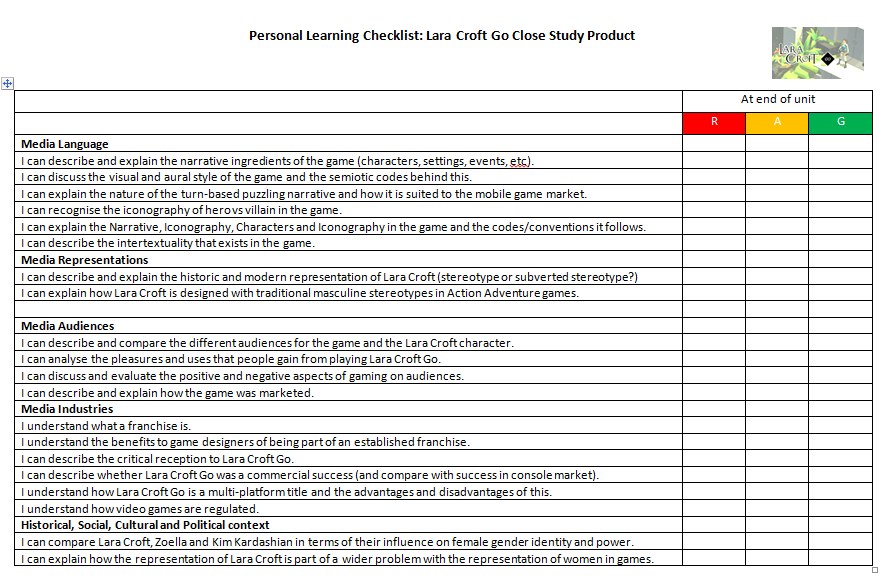 Personal Learning Checklist: Lara Croft Go Close Study Product
LARA
CROFT GO
At end of unit
R A G
Media Language
I can describe and explain the narrative ingredients of the game (characters, settings, events, etc).
I can discuss the visual and aural style of the game and the semiotic codes behind this.
I can explain the nature of the turn-based puzzling narrative and how it is suited to the mobile game market.
I can recognise the iconography of hero vs villain in the game.
I can explain the Narrative, Iconography, Characters and Iconography in the game and the codes/conventions it follows.
I can describe the intertextuality that exists in the game.
Media Representations
I can describe and explain the historic and modern representation of Lara Croft (stereotype or subverted stereotype?)
I can explain how Lara Croft is designed with traditional masculine stereotypes in Action Adventure games.
Media Audiences
I can describe and compare the different audiences for the game and the Lara Croft character.
I can analyse the pleasures and uses that people gain from playing Lara Croft Go.
I can discuss and evaluate the positive and negative aspects of gaming on audiences.
I can describe and explain how the game was marketed.
Media Industries
I understand what a franchise is.
I understand the benefits to game designers of being part of an established franchise.
I can describe the critical reception to Lara Croft Go.
I can describe whether Lara Croft Go was a commercial success (and compare with success in console market).
I understand how Lara Croft Go is a multi-platform title and the advantages and disadvantages of this.
I understand how video games are regulated.
Historical, Social, Cultural and Political context
I can compare Lara Croft, Zoella and Kim Kardashian in terms of their influence on female gender identity and power.
I can explain how the representation of Lara Croft is part of a wider problem with the representation of women in games.